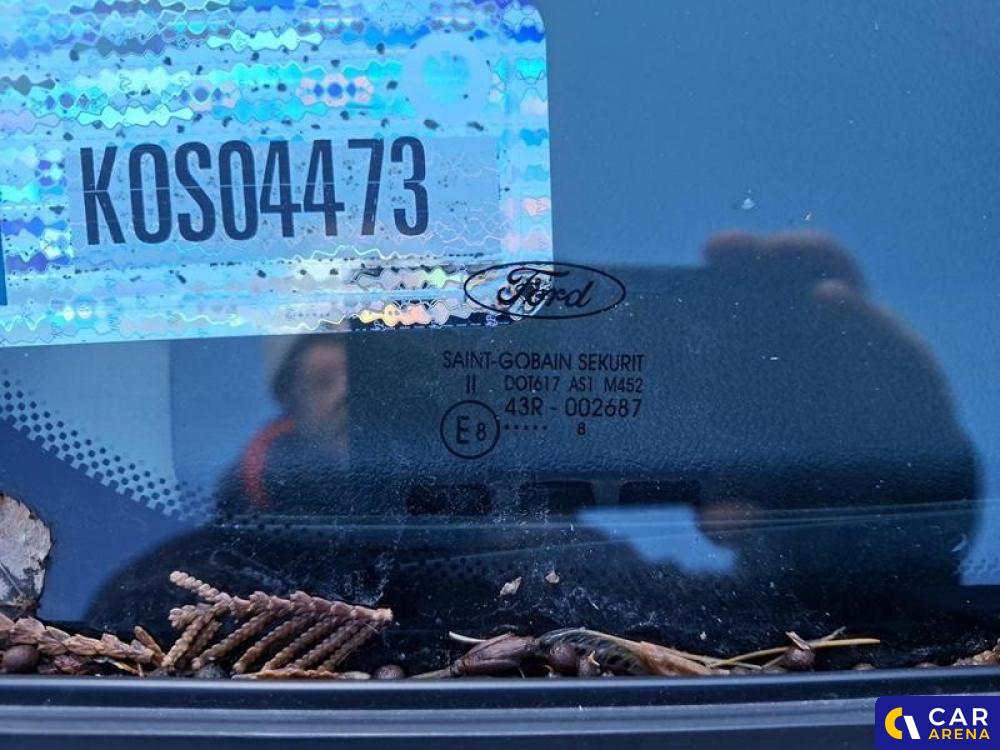 KOS04473
Ford
SAINT-GOBAIN SEKURIT
II DOT617 AS1 M452
43R - 002687
E8 ..... 8
CAR
ARENA